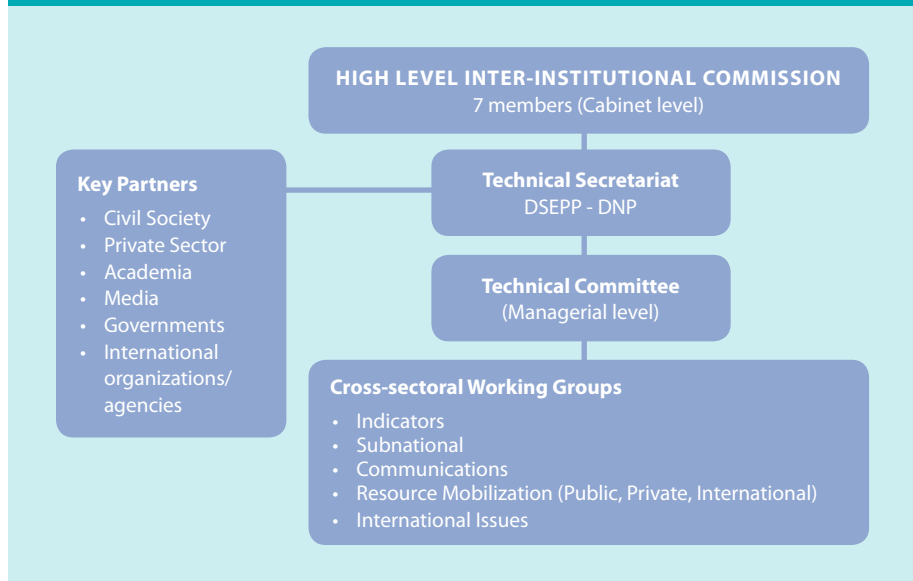 HIGH LEVEL INTER-INSTITUTIONAL COMMISSION
7 members (Cabinet level)
Key Partners
• Civil Society
• Private Sector
• Academia
• Media
• Governments
• International
organizations/
agencies
Technical Secretariat
DSEPP - DNP
Technical Committee
(Managerial level)
Cross-sectoral Working Groups
• Indicators
• Subnational
• Communications
• Resource Mobilization (Public, Private, International)
• International Issues